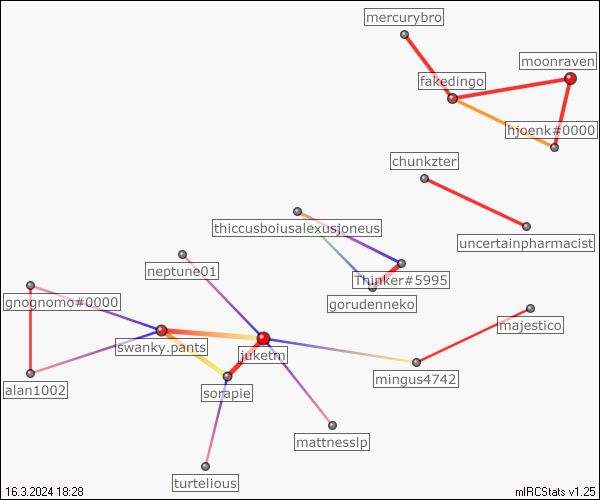 mercurybro
moonraven
fakedingo
hjoenk#0000
chunkzter
thiccusboiusalexusjoneus
uncertainpharmacist
neptune01
Thinker#5995
gnognomo#0000
gorudenneko
majestico
swanky.pants
juketm
mingus4742
alan1002
sorapie
mattnesslp
turtelious
16.3.2024 18:28
mIRCStats v1.25